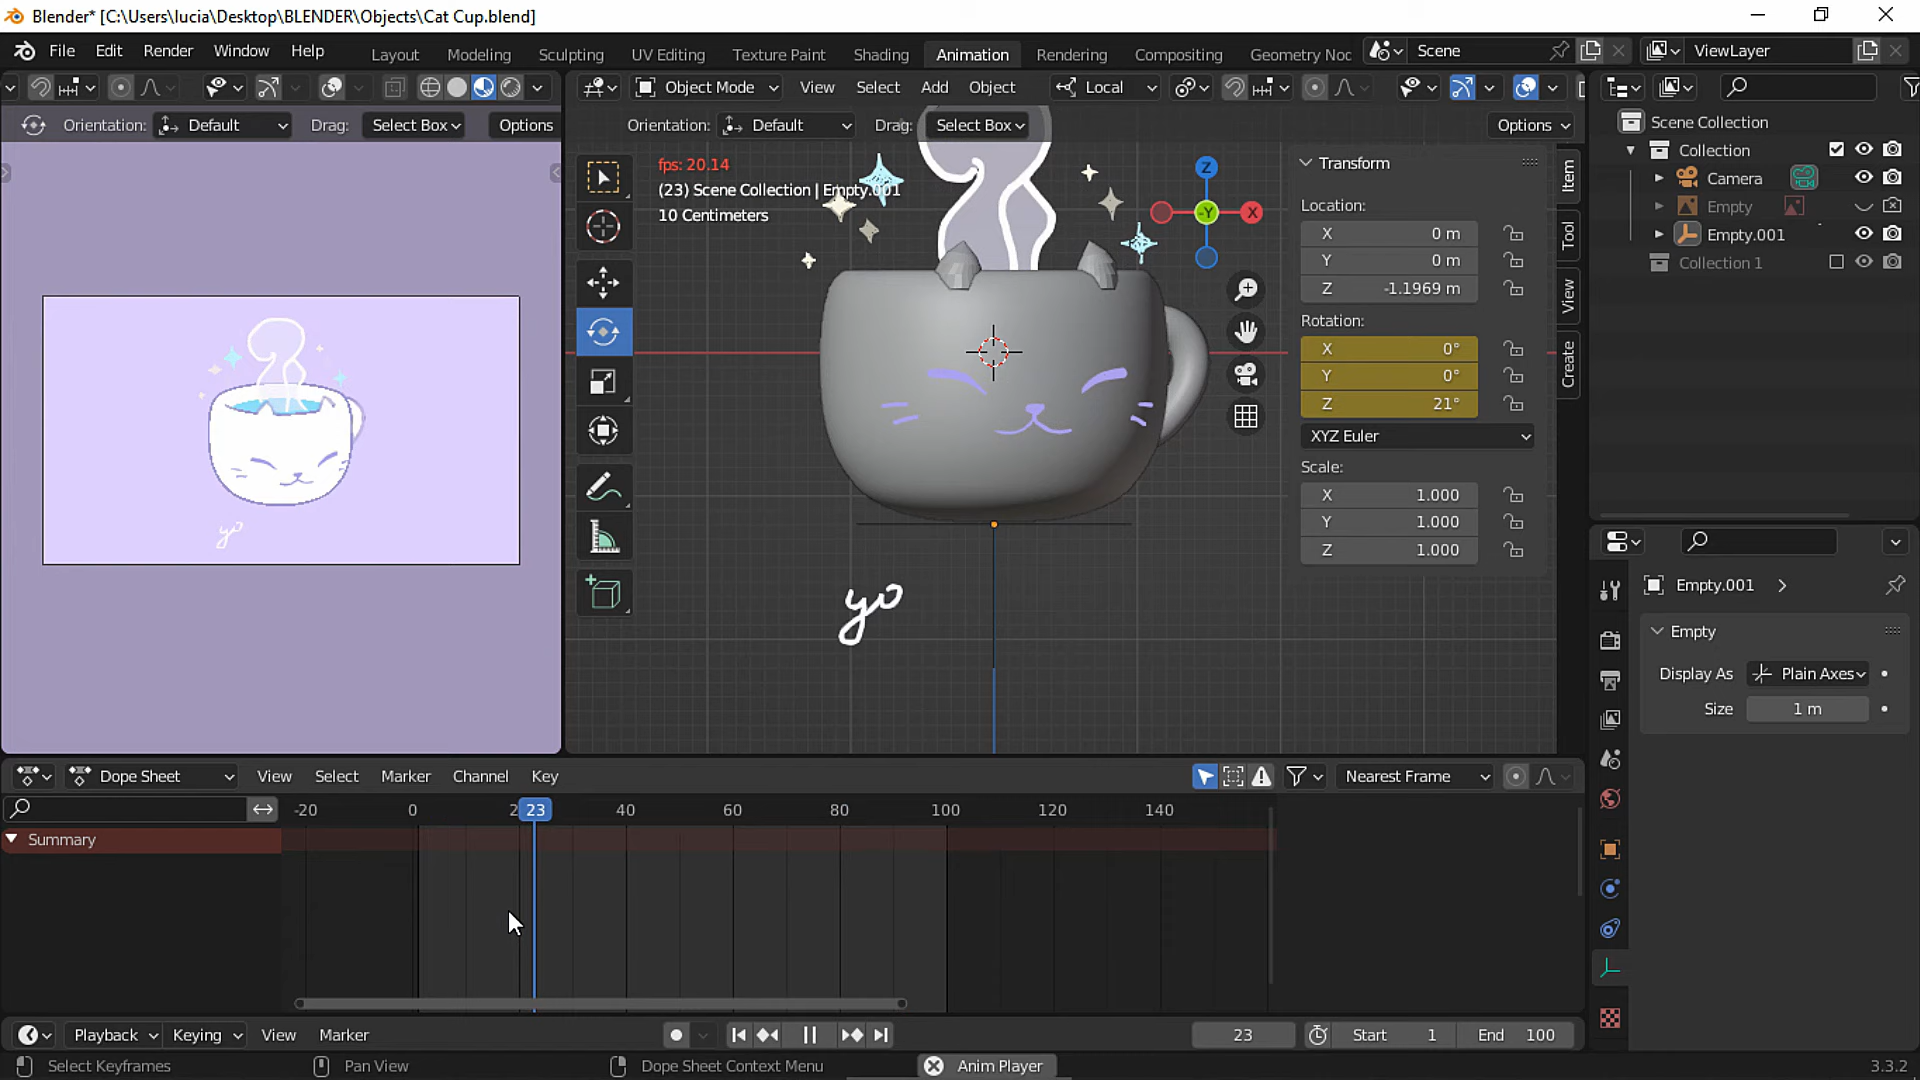 Blender* [C:\Users\lucia\Desktop\BLENDER\Objects\Cat Cup.blend]
File Edit Render Window Help Layout Modeling Sculpting UV Editing Texture Paint Shading Animation Rendering Compositing Geometry Noc Scene ViewLayer
Object Mode View Select Add Object Local
Orientation: Default Drag: Select Box Options
Orientation: Default Drag: Select Box Options
fps: 20.14
(23) Scene Collection | Empty.001
10 Centimeters
Z
-Y
X
yo
yo
Transform
Location:
X 0 m
Y 0 m
Z -1.1969 m
Rotation:
X 0°
Y 0°
Z 21°
XYZ Euler
Scale:
X 1.000
Y 1.000
Z 1.000
Item
Tool
View
Create
Scene Collection
Collection
Camera
Empty
Empty.001
Collection 1
Empty.001
Empty
Display As Plain Axes
Size 1 m
Dope Sheet View Select Marker Channel Key Nearest Frame
-20 0 2 23 40 60 80 100 120 140
Summary
Playback Keying View Marker 23 Start 1 End 100
Select Keyframes Pan View Dope Sheet Context Menu Anim Player 3.3.2